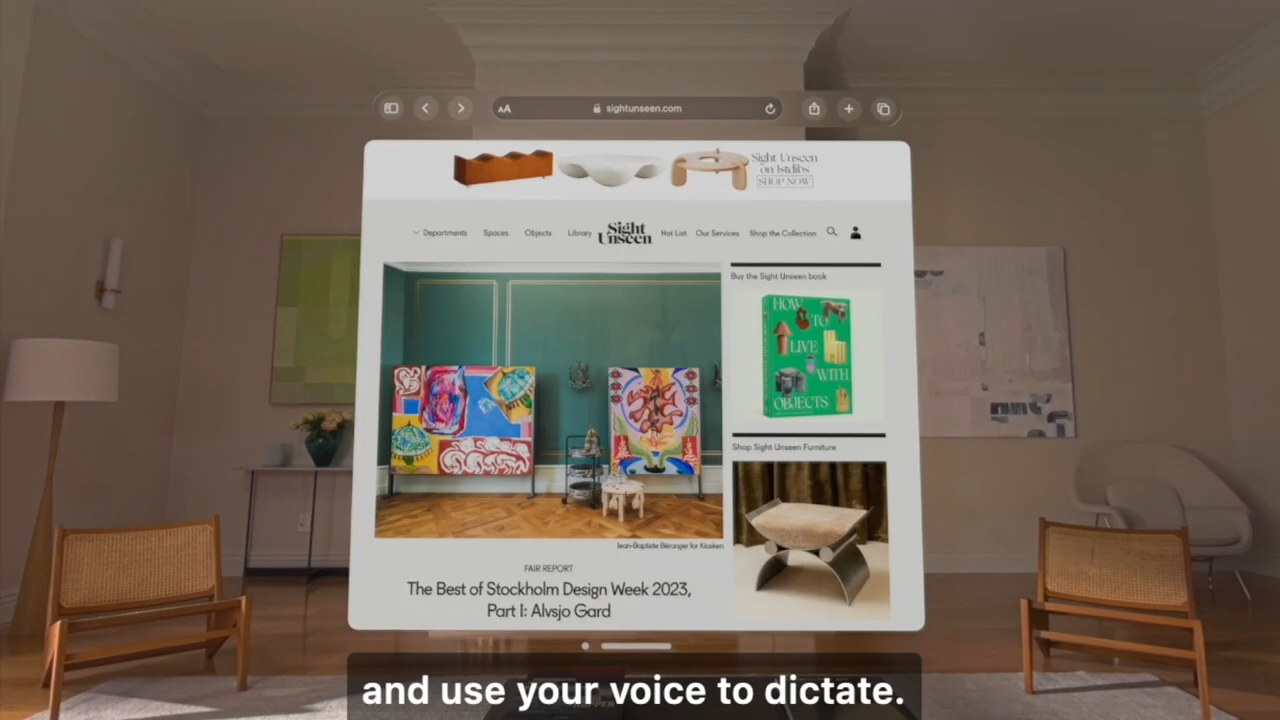 AA
sightunseen.com
Sight Unseen
on 1stdibs
SHOP NOW
Departments
Spaces
Objects
Library
Sight
Unseen
Hot List
Our Services
Shop the Collection
Buy the Sight Unseen book
HOW
TO
LIVE
WITH
OBJECTS
Shop Sight Unseen Furniture
Jean-Baptiste Béranger for Kiosken
FAIR REPORT
The Best of Stockholm Design Week 2023,
Part I: Alvsjo Gard
and use your voice to dictate.